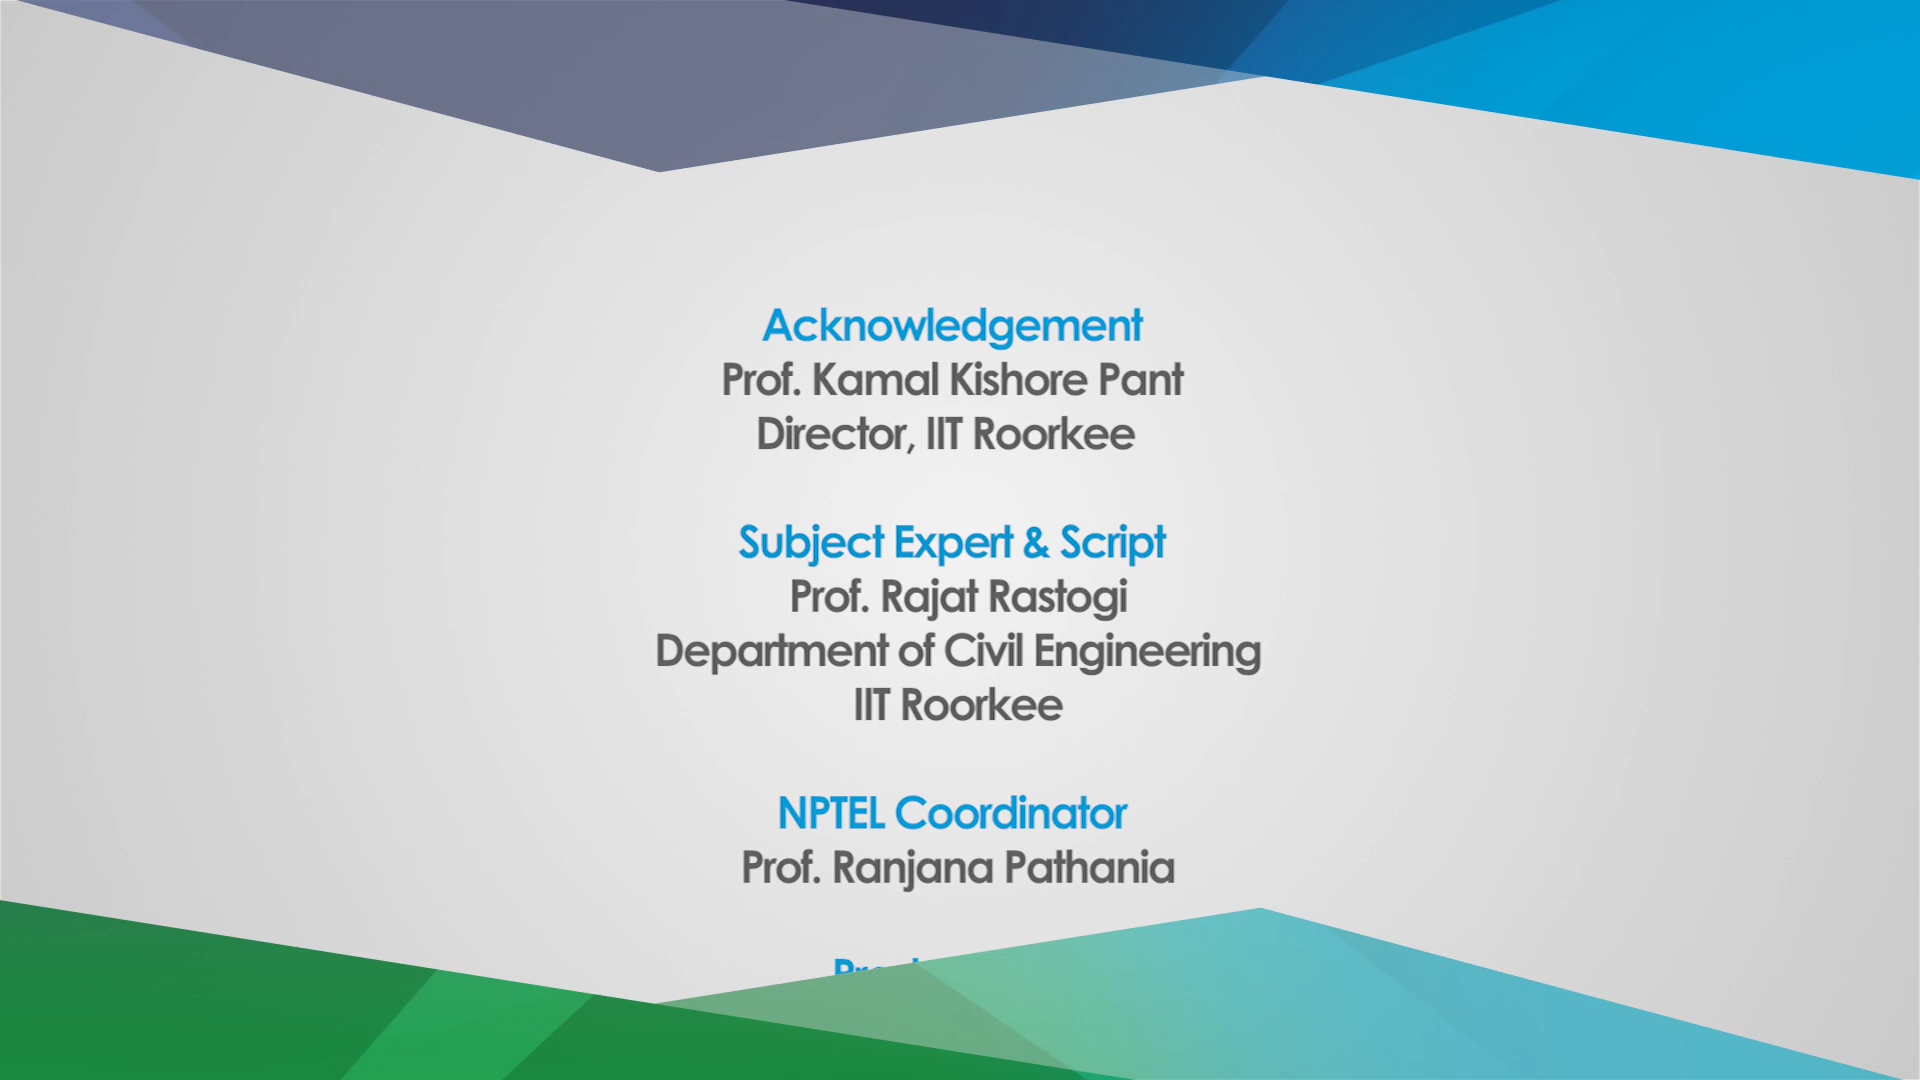 Acknowledgement
Prof. Kamal Kishore Pant
Director, IIT Roorkee
Subject Expert & Script
Prof. Rajat Rastogi
Department of Civil Engineering
IIT Roorkee
NPTEL Coordinator
Prof. Ranjana Pathania